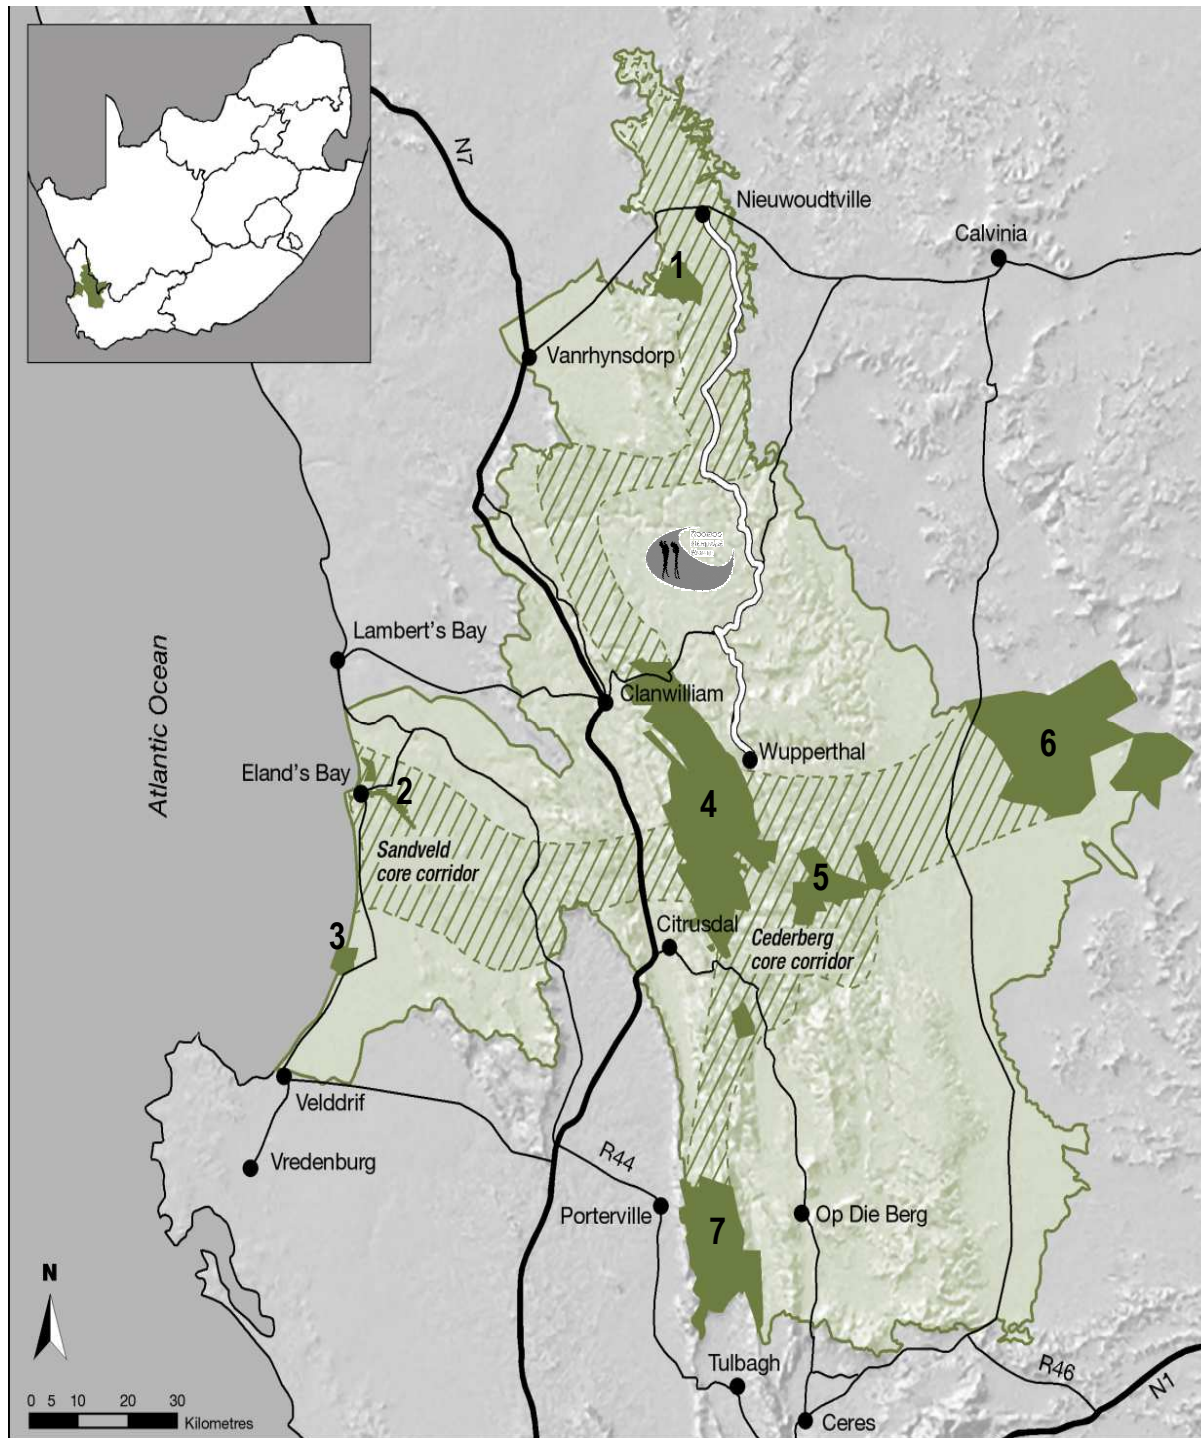 N7
Nieuwoudtville
Calvinia
1
Vanrhynsdorp
Lambert's Bay
Clanwilliam
Atlantic Ocean
Wupperthal
6
Eland's Bay
2
4
Sandveld
core corridor
5
3
Citrusdal
Cederberg
core corridor
Velddrif
Vredenburg
R44
Porterville
Op Die Berg
7
N
Tulbagh
R46
N1
0 5 10 20 30
Kilometres
Ceres